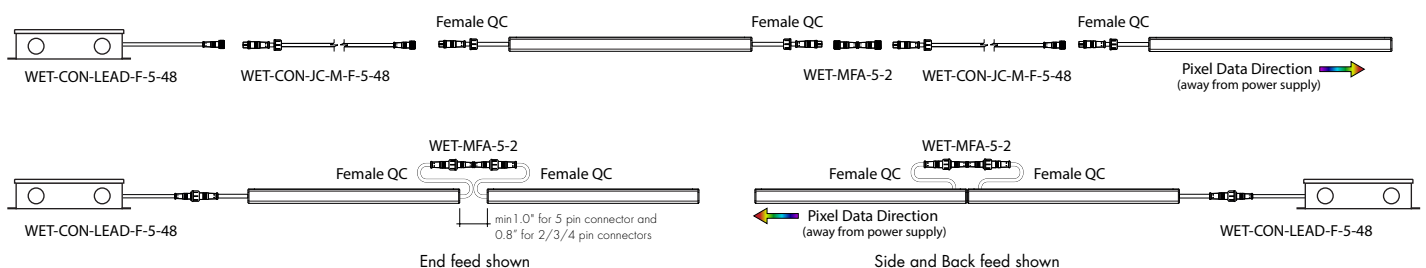 Female QC
Female QC
Female QC
WET-CON-LEAD-F-5-48
WET-CON-JC-M-F-5-48
WET-MFA-5-2
WET-CON-JC-M-F-5-48
Pixel Data Direction
(away from power supply)
WET-MFA-5-2
Female QC
Female QC
WET-CON-LEAD-F-5-48
min1.0" for 5 pin connector and
0.8" for 2/3/4 pin connectors
End feed shown
WET-MFA-5-2
Female QC
Female QC
Pixel Data Direction
(away from power supply)
WET-CON-LEAD-F-5-48
Side and Back feed shown